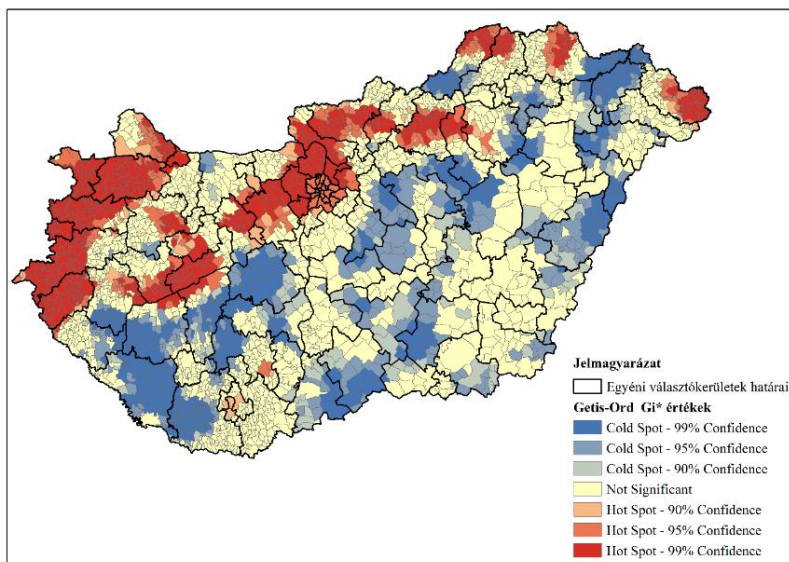 Jelmagyarázat
Egyéni választókerületek határai
Getis-Ord Gi* értékek
Cold Spot - 99% Confidence
Cold Spot - 95% Confidence
Cold Spot - 90% Confidence
Not Significant
Hot Spot - 90% Confidence
Hot Spot - 95% Confidence
Hot Spot - 99% Confidence